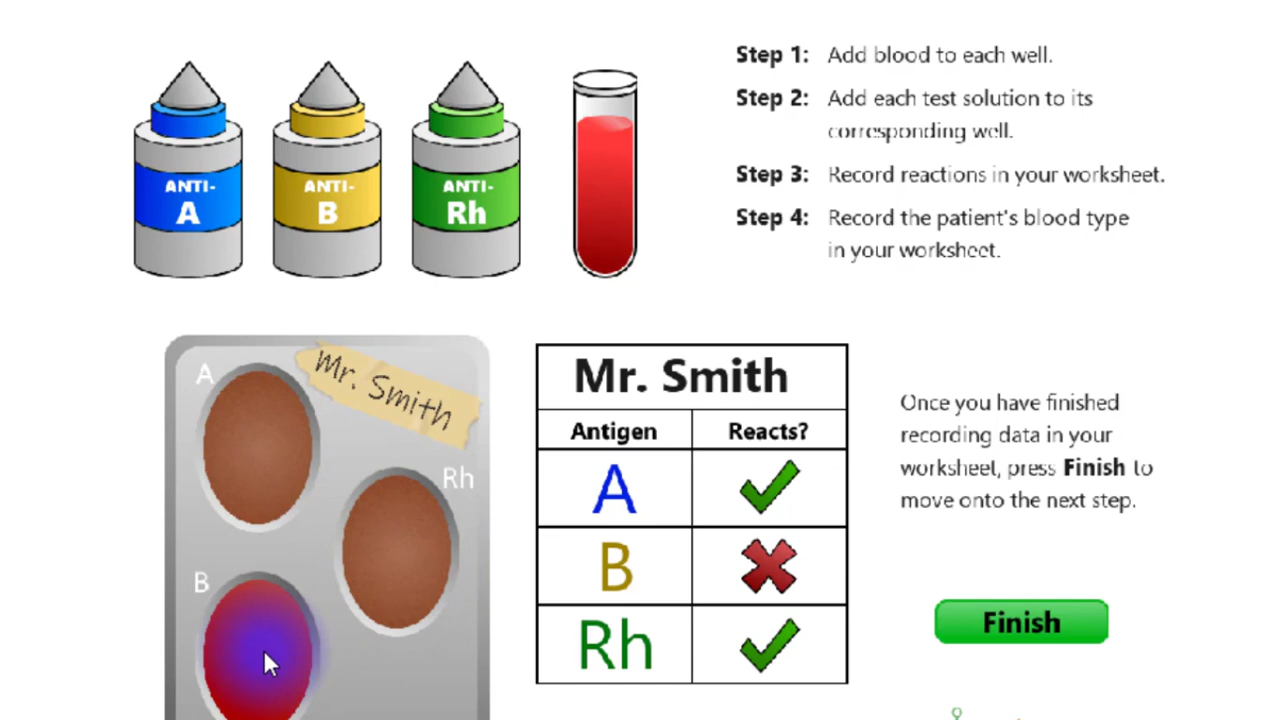 Step 1: Add blood to each well.
Step 2: Add each test solution to its
corresponding well.
Step 3: Record reactions in your worksheet.
Step 4: Record the patient's blood type
in your worksheet.
ANTI-
A
ANTI-
B
ANTI-
Rh
A
Mr. Smith
Rh
B
Mr. Smith
Antigen Reacts?
A
B
Rh
Once you have finished
recording data in your
worksheet, press Finish to
move onto the next step.
Finish